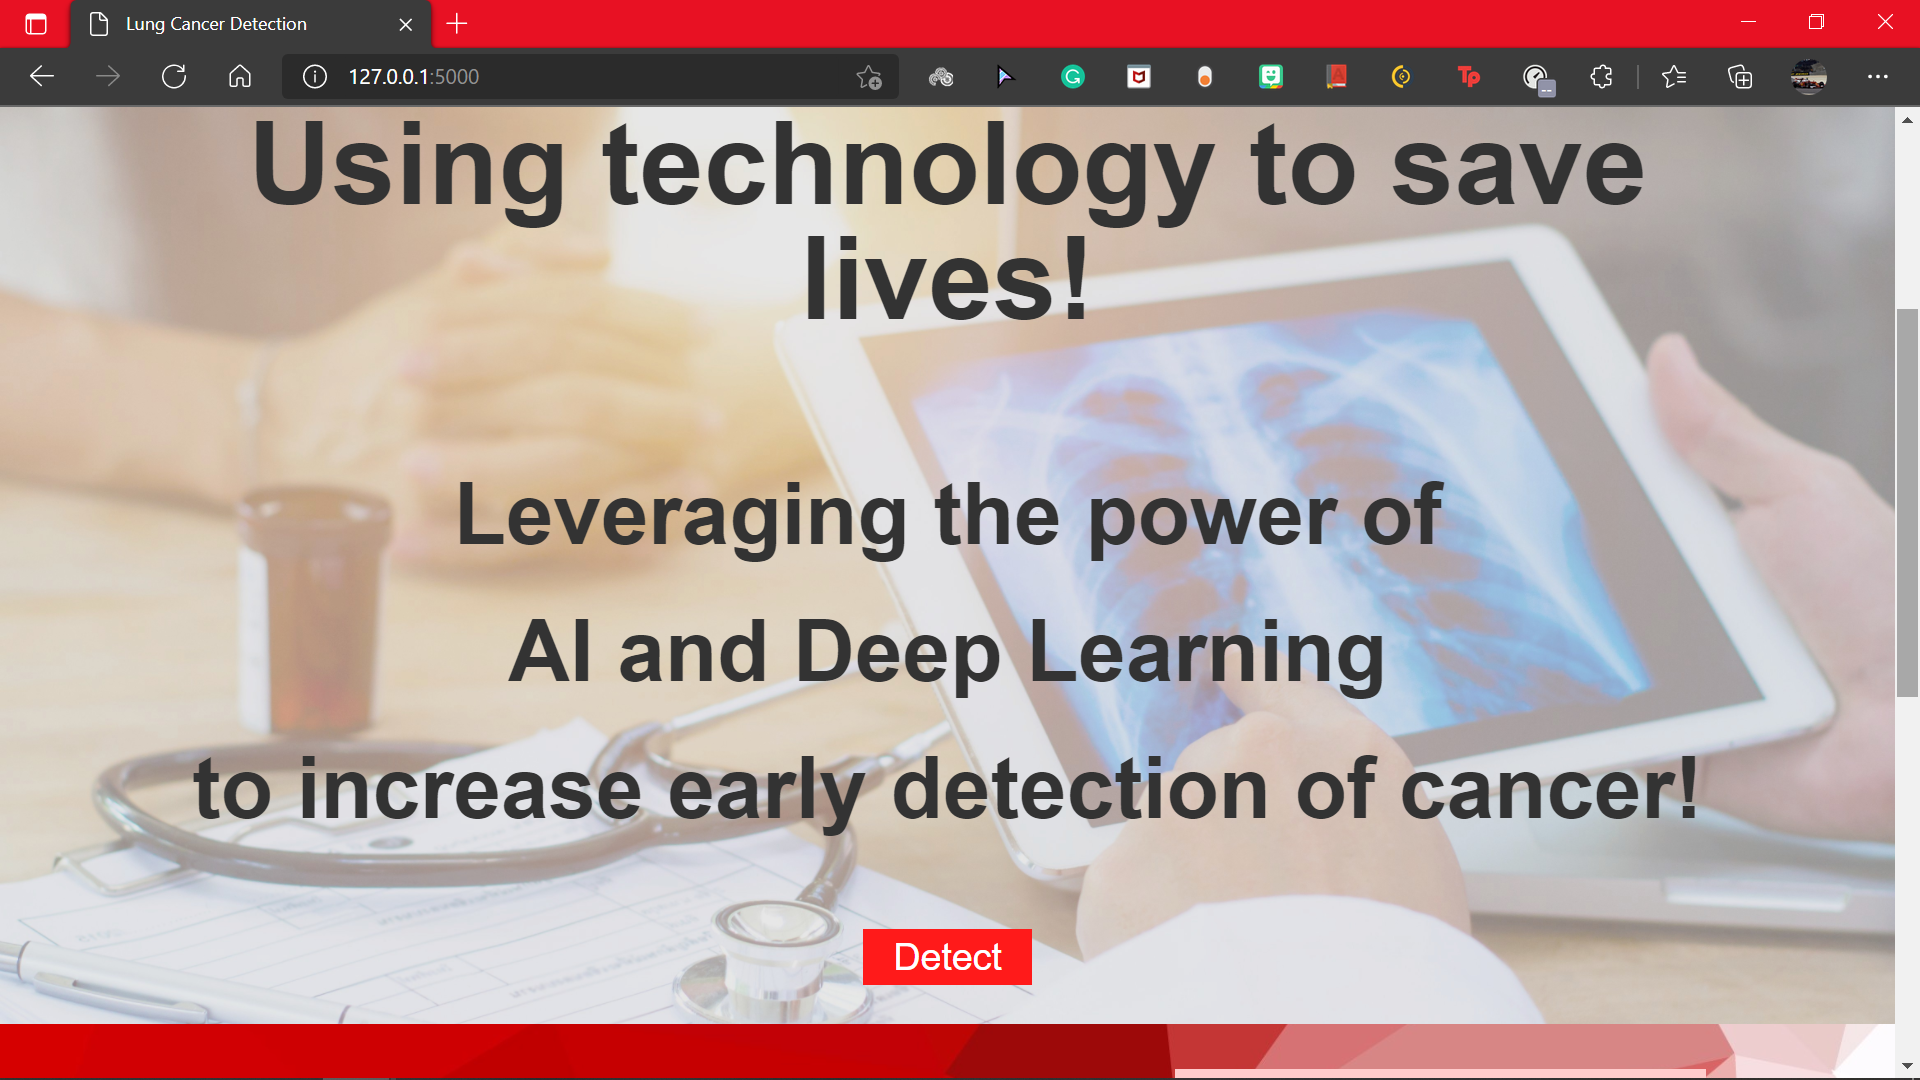 Lung Cancer Detection
127.0.0.1:5000
Using technology to save
lives!
Leveraging the power of
AI and Deep Learning
to increase early detection of cancer!
Detect